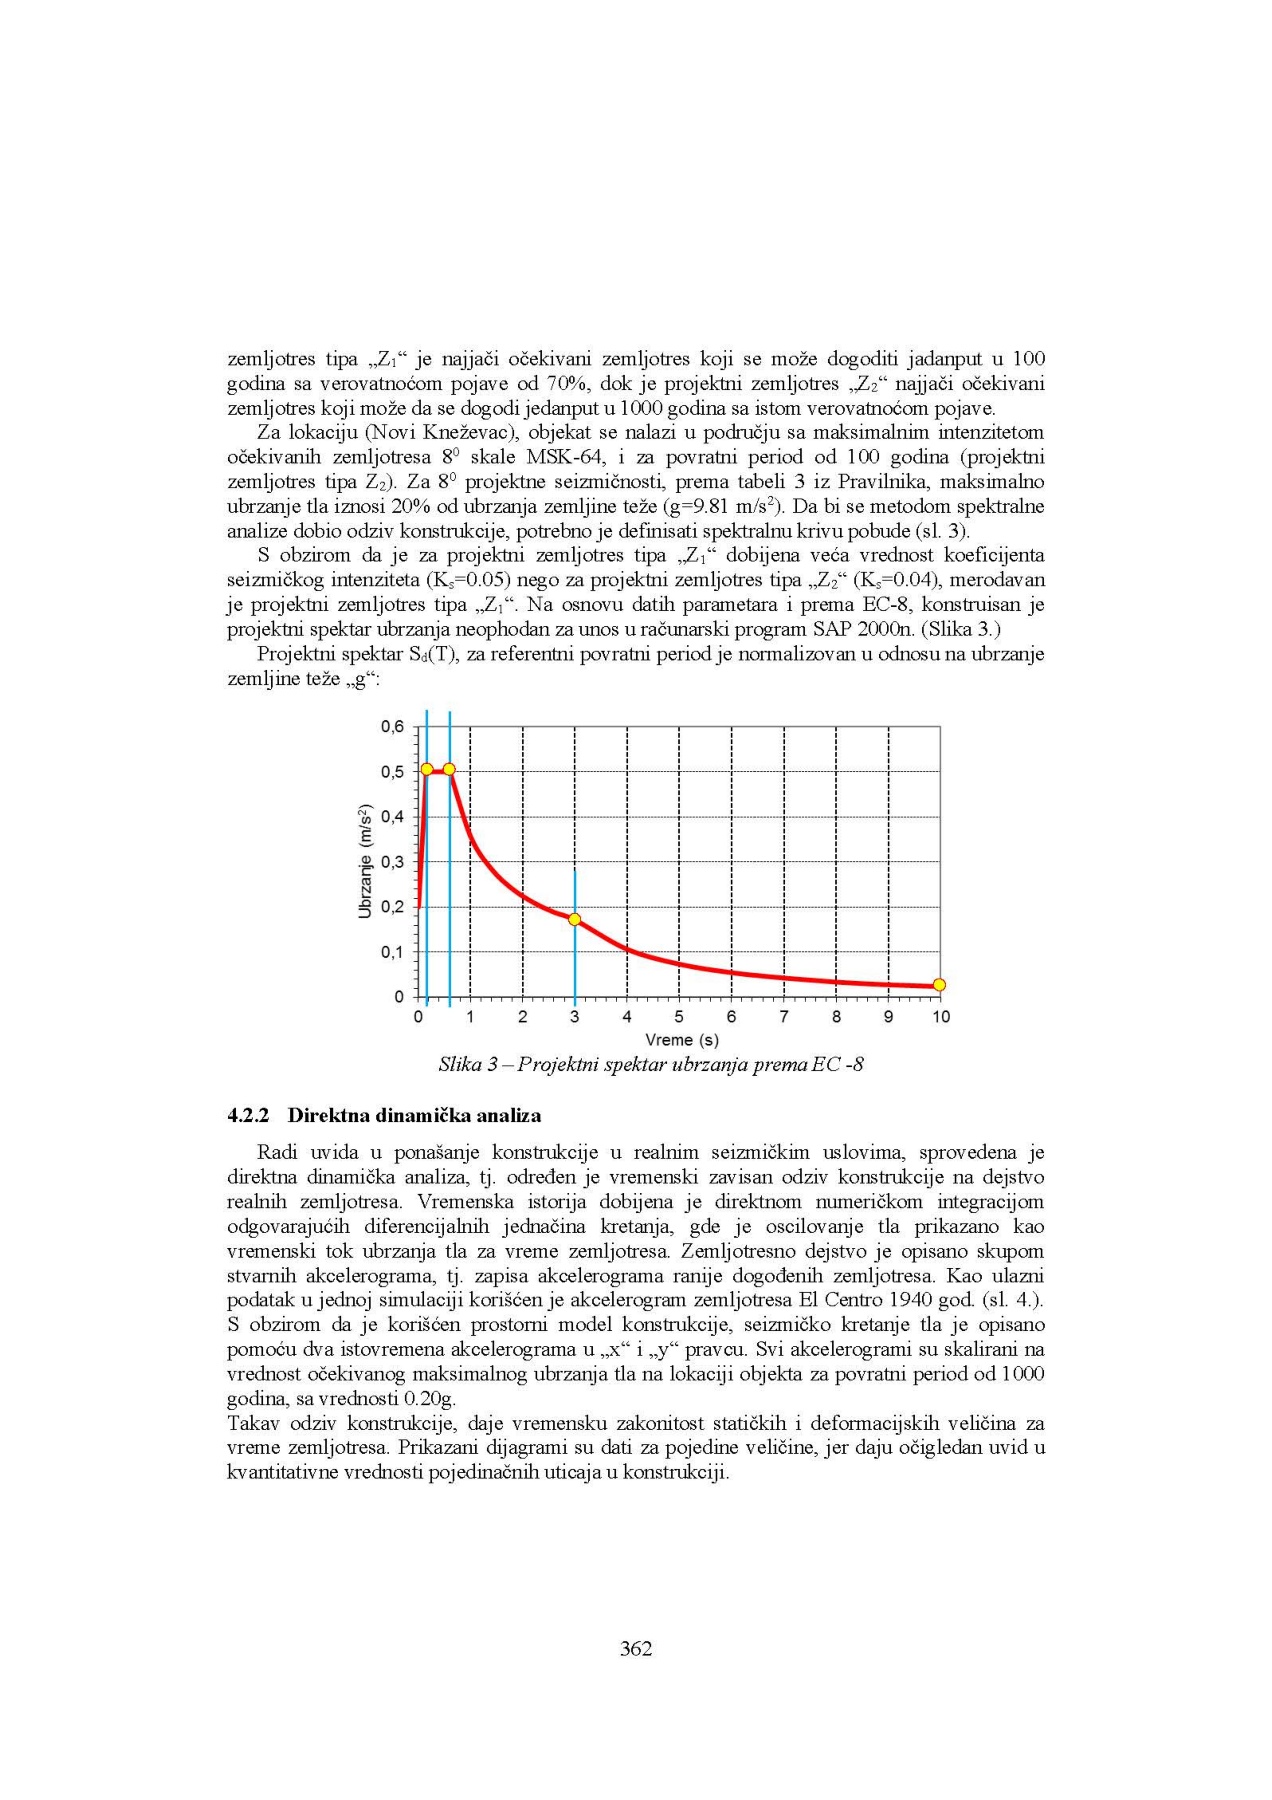 zemljotres tipa „Z₁“ je najjači očekivani zemljotres koji se može dogoditi jadanput u 100
godina sa verovatnoćom pojave od 70%, dok je projektni zemljotres „Z₂“ najjači očekivani
zemljotres koji može da se dogodi jedanput u 1000 godina sa istom verovatnoćom pojave.
Za lokaciju (Novi Kneževac), objekat se nalazi u području sa maksimalnim intenzitetom
očekivanih zemljotresa 8⁰ skale MSK-64, i za povratni period od 100 godina (projektni
zemljotres tipa Z₂). Za 8⁰ projektne seizmičnosti, prema tabeli 3 iz Pravilnika, maksimalno
ubrzanje tla iznosi 20% od ubrzanja zemljine teže (g=9.81 m/s²). Da bi se metodom spektralne
analize dobio odziv konstrukcije, potrebno je definisati spektralnu krivu pobude (sl. 3).
S obzirom da je za projektni zemljotres tipa „Z₁“ dobijena veća vrednost koeficijenta
seizmičkog intenziteta (Kₛ=0.05) nego za projektni zemljotres tipa „Z₂“ (Kₛ=0.04), merodavan
je projektni zemljotres tipa „Z₁“. Na osnovu datih parametara i prema EC-8, konstruisan je
projektni spektar ubrzanja neophodan za unos u računarski program SAP 2000n. (Slika 3.)
Projektni spektar Sd(T), za referentni povratni period je normalizovan u odnosu na ubrzanje
zemljine teže „g“:
0,6
0,5
0,4
0,3
0,2
0,1
0
Ubrzanje (m/s²)
0 1 2 3 4 5 6 7 8 9 10
Vreme (s)
Slika 3 – Projektni spektar ubrzanja prema EC -8
4.2.2 Direktna dinamička analiza
Radi uvida u ponašanje konstrukcije u realnim seizmičkim uslovima, sprovedena je
direktna dinamička analiza, tj. određen je vremenski zavisan odziv konstrukcije na dejstvo
realnih zemljotresa. Vremenska istorija dobijena je direktnom numeričkom integracijom
odgovarajućih diferencijalnih jednačina kretanja, gde je oscilovanje tla prikazano kao
vremenski tok ubrzanja tla za vreme zemljotresa. Zemljotresno dejstvo je opisano skupom
stvarnih akcelerograma, tj. zapisa akcelerograma ranije dogođenih zemljotresa. Kao ulazni
podatak u jednoj simulaciji korišćen je akcelerogram zemljotresa El Centro 1940 god. (sl. 4.).
S obzirom da je korišćen prostorni model konstrukcije, seizmičko kretanje tla je opisano
pomoću dva istovremena akcelerograma u „x“ i „y“ pravcu. Svi akcelerogrami su skalirani na
vrednost očekivanog maksimalnog ubrzanja tla na lokaciji objekta za povratni period od 1000
godina, sa vrednosti 0.20g.
Takav odziv konstrukcije, daje vremensku zakonitost statičkih i deformacijskih veličina za
vreme zemljotresa. Prikazani dijagrami su dati za pojedine veličine, jer daju očigledan uvid u
kvantitativne vrednosti pojedinačnih uticaja u konstrukciji.
362